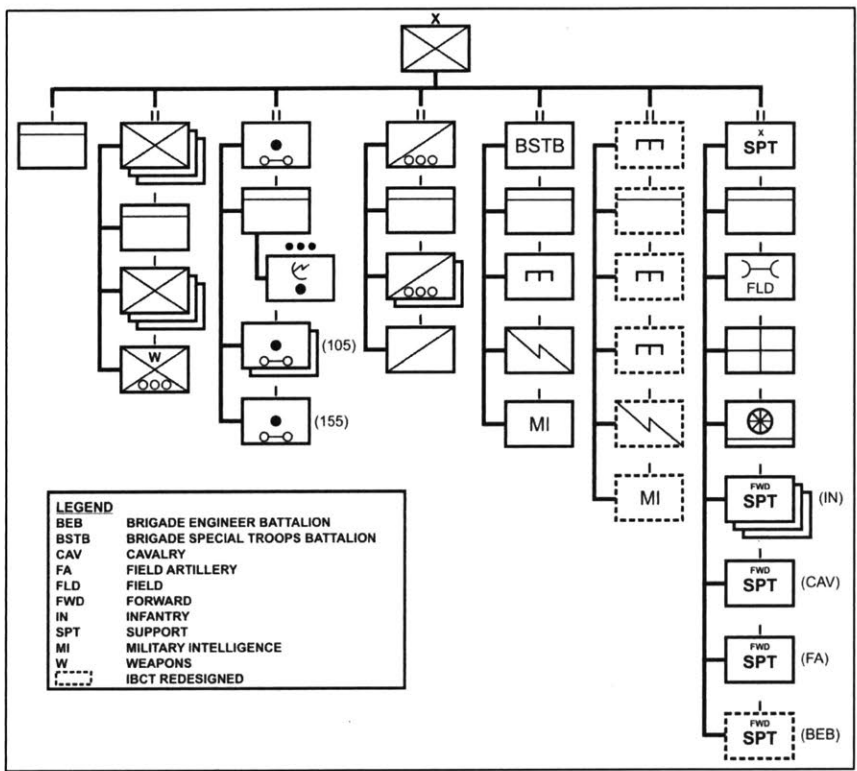 X
BSTB
X
SPT
FLD
W
(105)
(155)
MI
MI
FWD
SPT
(IN)
FWD
SPT
(CAV)
FWD
SPT
(FA)
FWD
SPT
(BEB)
LEGEND
BEB BRIGADE ENGINEER BATTALION
BSTB BRIGADE SPECIAL TROOPS BATTALION
CAV CAVALRY
FA FIELD ARTILLERY
FLD FIELD
FWD FORWARD
IN INFANTRY
SPT SUPPORT
MI MILITARY INTELLIGENCE
W WEAPONS
IBCT REDESIGNED